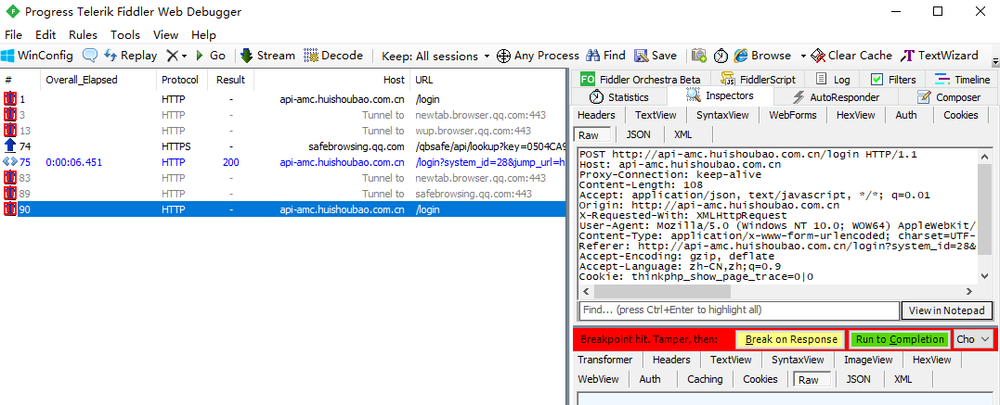 Progress Telerik Fiddler Web Debugger
File Edit Rules Tools View Help
WinConfig Replay Go Stream Decode Keep: All sessions Any Process Find Save Browse Clear Cache TextWizard
# Overall_Elapsed Protocol Result Host URL
1 HTTP - api-amc.huishoubao.com.cn /login
3 HTTP - Tunnel to newtab.browser.qq.com:443
13 HTTP - Tunnel to wup.browser.qq.com:443
74 HTTPS - safebrowsing.qq.com /qbsafe/api/lookup?key=0504CA9
75 0:00:06.451 HTTP 200 api-amc.huishoubao.com.cn /login?system_id=28&jump_url=h
83 HTTP - Tunnel to newtab.browser.qq.com:443
89 HTTP - Tunnel to safebrowsing.qq.com:443
90 HTTP - api-amc.huishoubao.com.cn /login
FO Fiddler Orchestra Beta FiddlerScript Log Filters Timeline
Statistics Inspectors AutoResponder Composer
Headers TextView SyntaxView WebForms HexView Auth Cookies
Raw JSON XML
POST http://api-amc.huishoubao.com.cn/login HTTP/1.1
Host: api-amc.huishoubao.com.cn
Proxy-Connection: keep-alive
Content-Length: 108
Accept: application/json, text/javascript, */*; q=0.01
Origin: http://api-amc.huishoubao.com.cn
X-Requested-With: XMLHttpRequest
User-Agent: Mozilla/5.0 (Windows NT 10.0; WOW64) AppleWebKit/
Content-Type: application/x-www-form-urlencoded; charset=UTF-
Referer: http://api-amc.huishoubao.com.cn/login?system_id=28&
Accept-Encoding: gzip, deflate
Accept-Language: zh-CN,zh;q=0.9
Cookie: thinkphp_show_page_trace=0|0
Find... (press Ctrl+Enter to highlight all) View in Notepad
Breakpoint hit. Tamper, then: Break on Response Run to Completion Cho
Transformer Headers TextView SyntaxView ImageView HexView
WebView Auth Caching Cookies Raw JSON XML